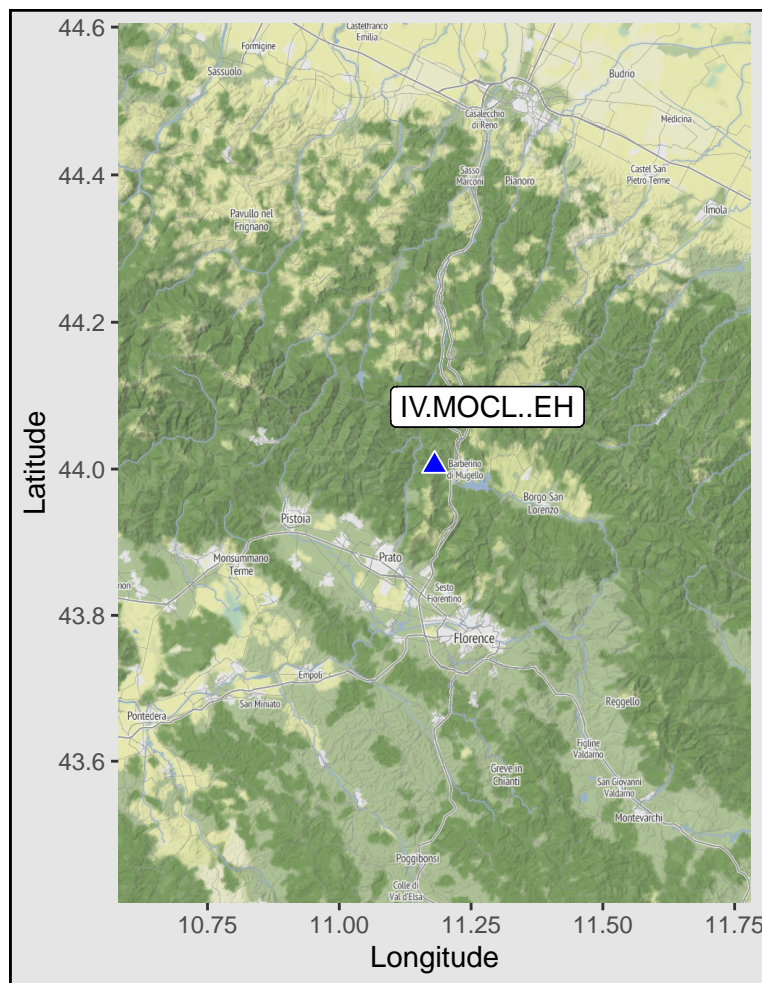 Castelfranco
Emilia
44.6
Formigine
Sassuolo
Budrio
Casalecchio
di Reno
Medicina
44.4
Sasso
Marconi
Pianoro
Castel San
Pietro Terme
Pavullo nel
Frignano
Imola
44.2
IV.MOCL..EH
Latitude
44.0
Barberino
di Mugello
Borgo San
Lorenzo
Pistoia
Prato
Monsummano
Terme
non
Sesto
Fiorentino
43.8
Florence
Empoli
San Miniato
Reggello
Pontedera
Figline
Valdarno
43.6
Greve in
Chianti
San Giovanni
Valdarno
Montevarchi
Poggibonsi
Colle di
Val d'Elsa
10.75
11.00
11.25
11.50
11.75
Longitude